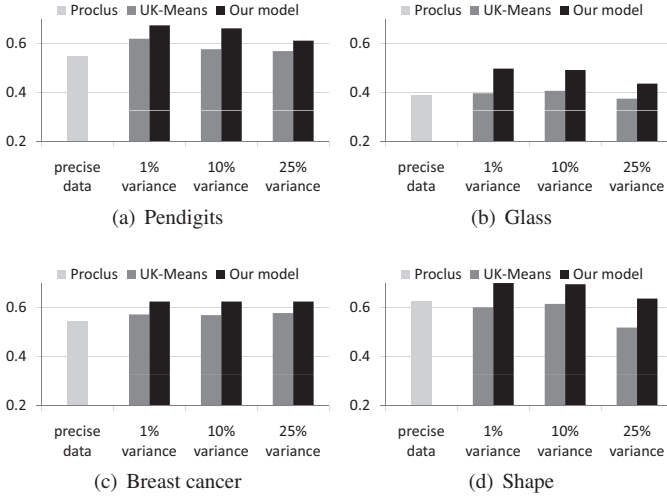 Proclus UK-Means Our model
0.6
0.4
0.2
precise data 1% variance 10% variance 25% variance
(a) Pendigits
Proclus UK-Means Our model
0.6
0.4
0.2
precise data 1% variance 10% variance 25% variance
(b) Glass
Proclus UK-Means Our model
0.6
0.4
0.2
precise data 1% variance 10% variance 25% variance
(c) Breast cancer
Proclus UK-Means Our model
0.6
0.4
0.2
precise data 1% variance 10% variance 25% variance
(d) Shape